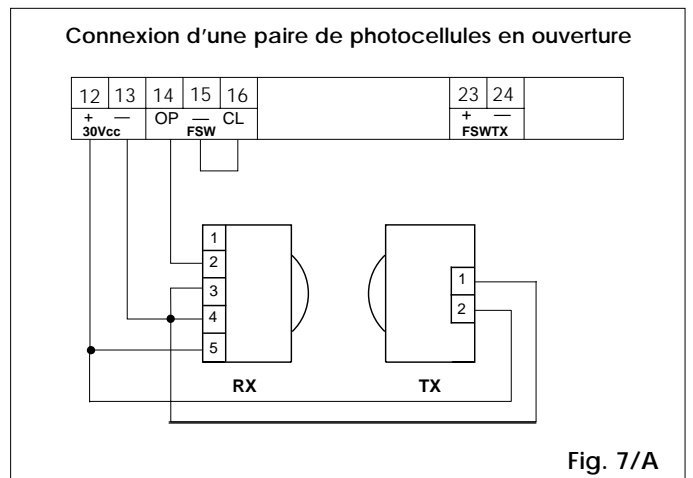 Connexion d'une paire de photocellules en ouverture
12 13 14 15 16 23 24
+ — OP — CL + —
30Vcc FSW FSWTX
1
2
3
4
5
1
2
RX TX
Fig. 7/A